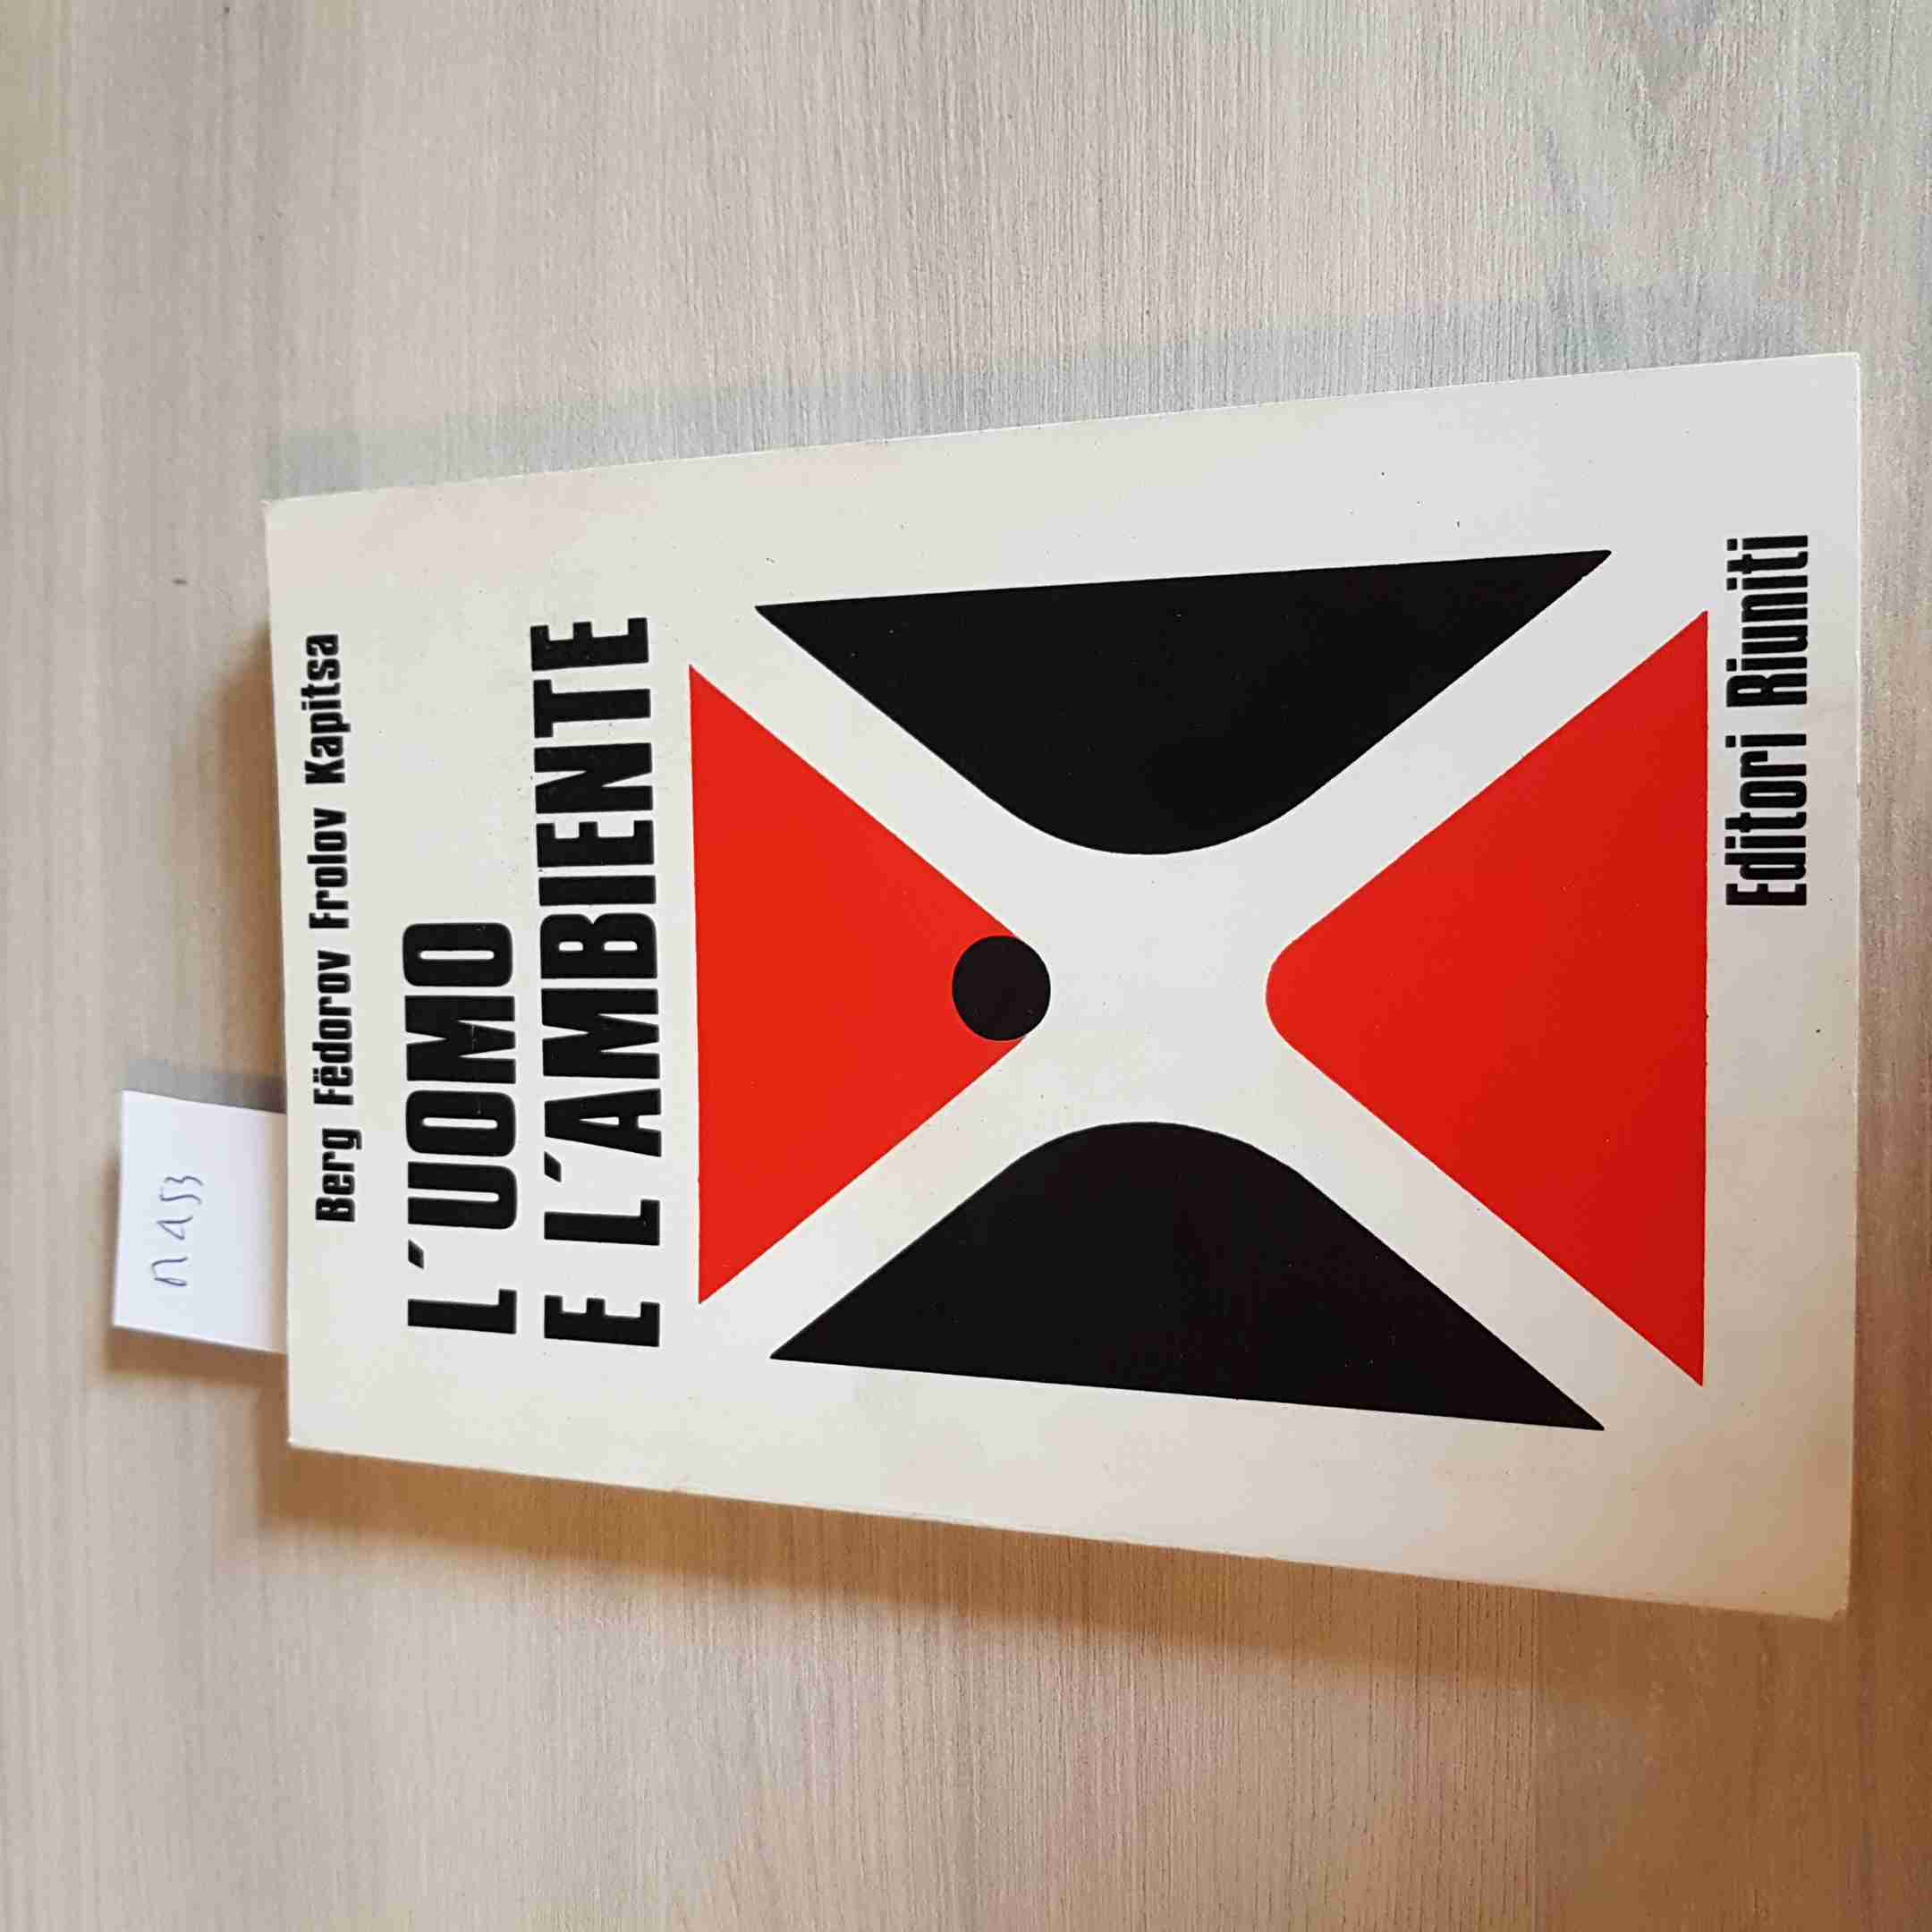 Berg Fëdorov Frolov Kapitsa
L'UOMO
E L'AMBIENTE
Editori Riuniti